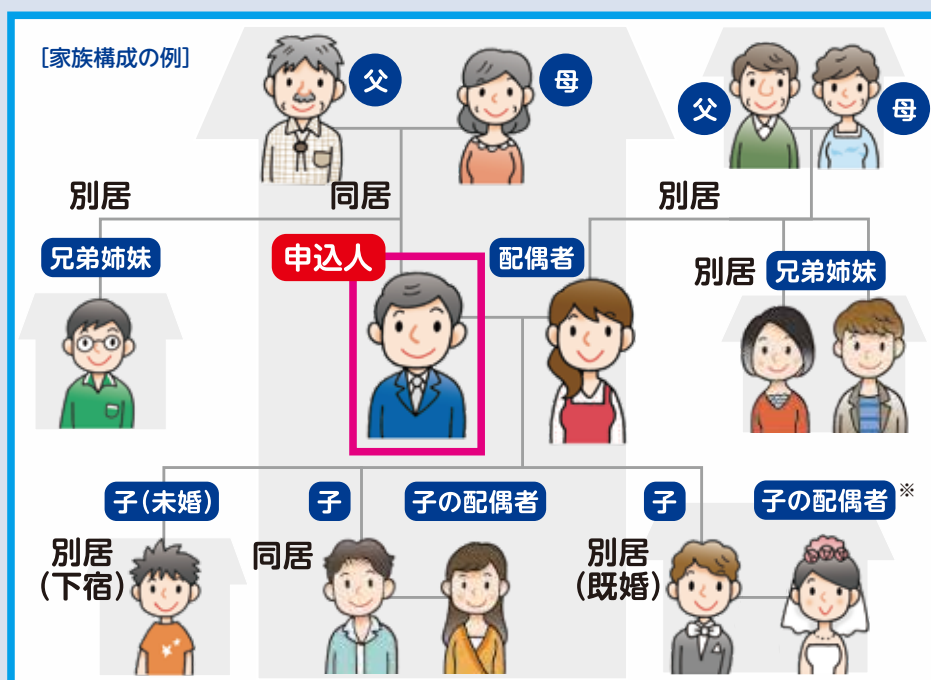 [家族構成の例]
父
母
父
母
別居
同居
別居
兄弟姉妹
申込人
配偶者
別居
兄弟姉妹
子(未婚)
子
子の配偶者
子
子の配偶者※
別居
(下宿)
同居
別居
(既婚)